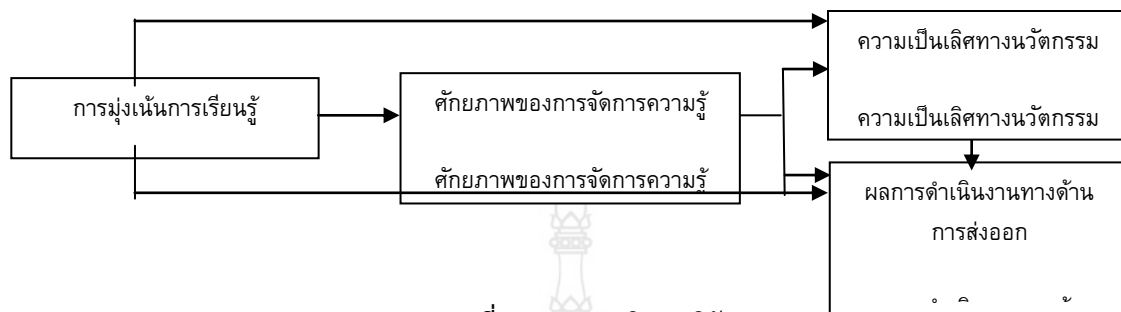 การมุ่งเน้นการเรียนรู้
ศักยภาพของการจัดการความรู้
ศักยภาพของการจัดการความรู้
ความเป็นเลิศทางนวัตกรรม
ความเป็นเลิศทางนวัตกรรม
ผลการดำเนินงานทางด้าน
การส่งออก